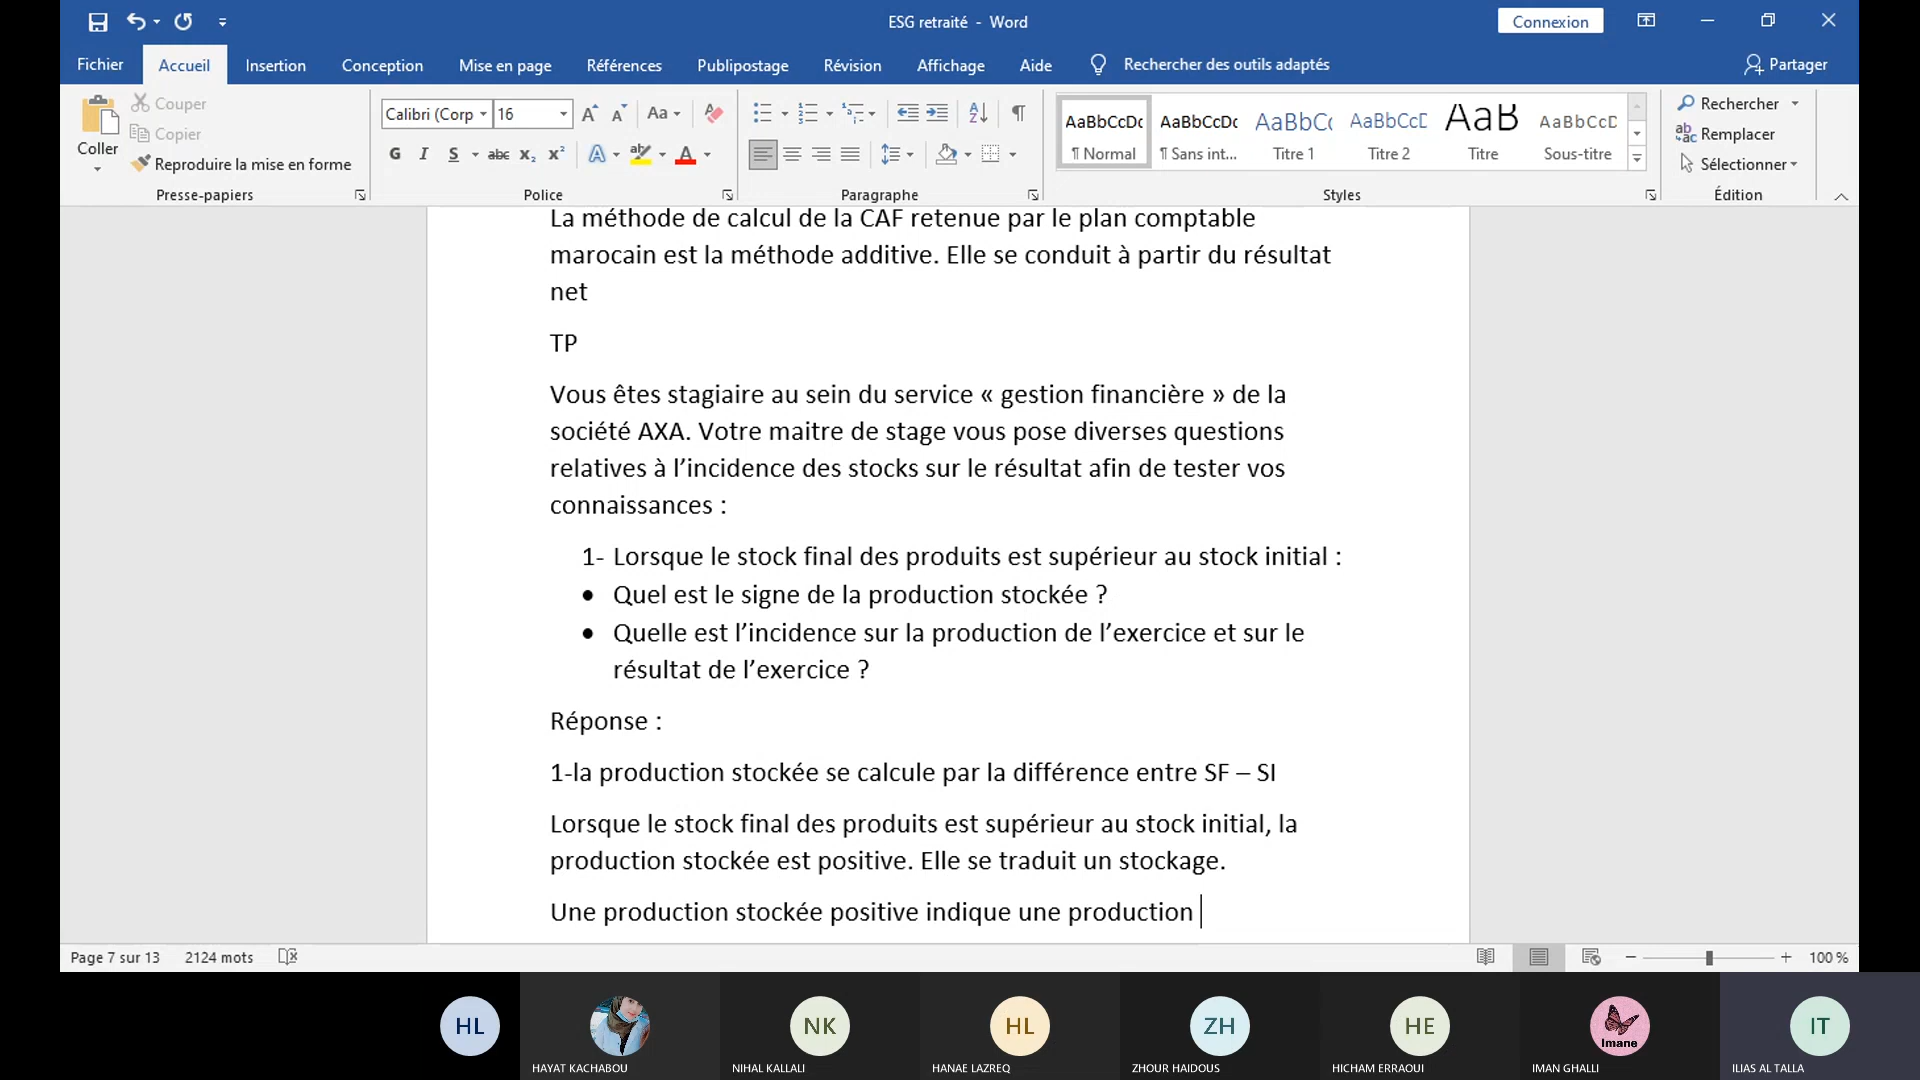 ESG retraité - Word
Connexion
Fichier
Accueil
Insertion
Conception
Mise en page
Références
Publipostage
Révision
Affichage
Aide
Rechercher des outils adaptés
Partager
Coller
Couper
Copier
Reproduire la mise en forme
Presse-papiers
Calibri (Corp
16
Aa
G I S abc X₂ X²
Police
Paragraphe
AaBbCcDc
¶ Normal
AaBbCcDc
¶ Sans int...
AaBbCc
Titre 1
AaBbCcC
Titre 2
AaB
Titre
AaBbCcD
Sous-titre
Styles
Rechercher
Remplacer
Sélectionner
Édition
La méthode de calcul de la CAF retenue par le plan comptable
marocain est la méthode additive. Elle se conduit à partir du résultat
net
TP
Vous êtes stagiaire au sein du service « gestion financière » de la
société AXA. Votre maitre de stage vous pose diverses questions
relatives à l’incidence des stocks sur le résultat afin de tester vos
connaissances :
1- Lorsque le stock final des produits est supérieur au stock initial :
• Quel est le signe de la production stockée ?
• Quelle est l’incidence sur la production de l’exercice et sur le
résultat de l’exercice ?
Réponse :
1-la production stockée se calcule par la différence entre SF – SI
Lorsque le stock final des produits est supérieur au stock initial, la
production stockée est positive. Elle se traduit un stockage.
Une production stockée positive indique une production
Page 7 sur 13
2124 mots
100 %
HL
HAYAT KACHABOU
NK
NIHAL KALLALI
HL
HANAE LAZREQ
ZH
ZHOUR HAIDOUS
HE
HICHAM ERRAOUI
Imane
IMAN GHALLI
IT
ILIAS AL TALLA